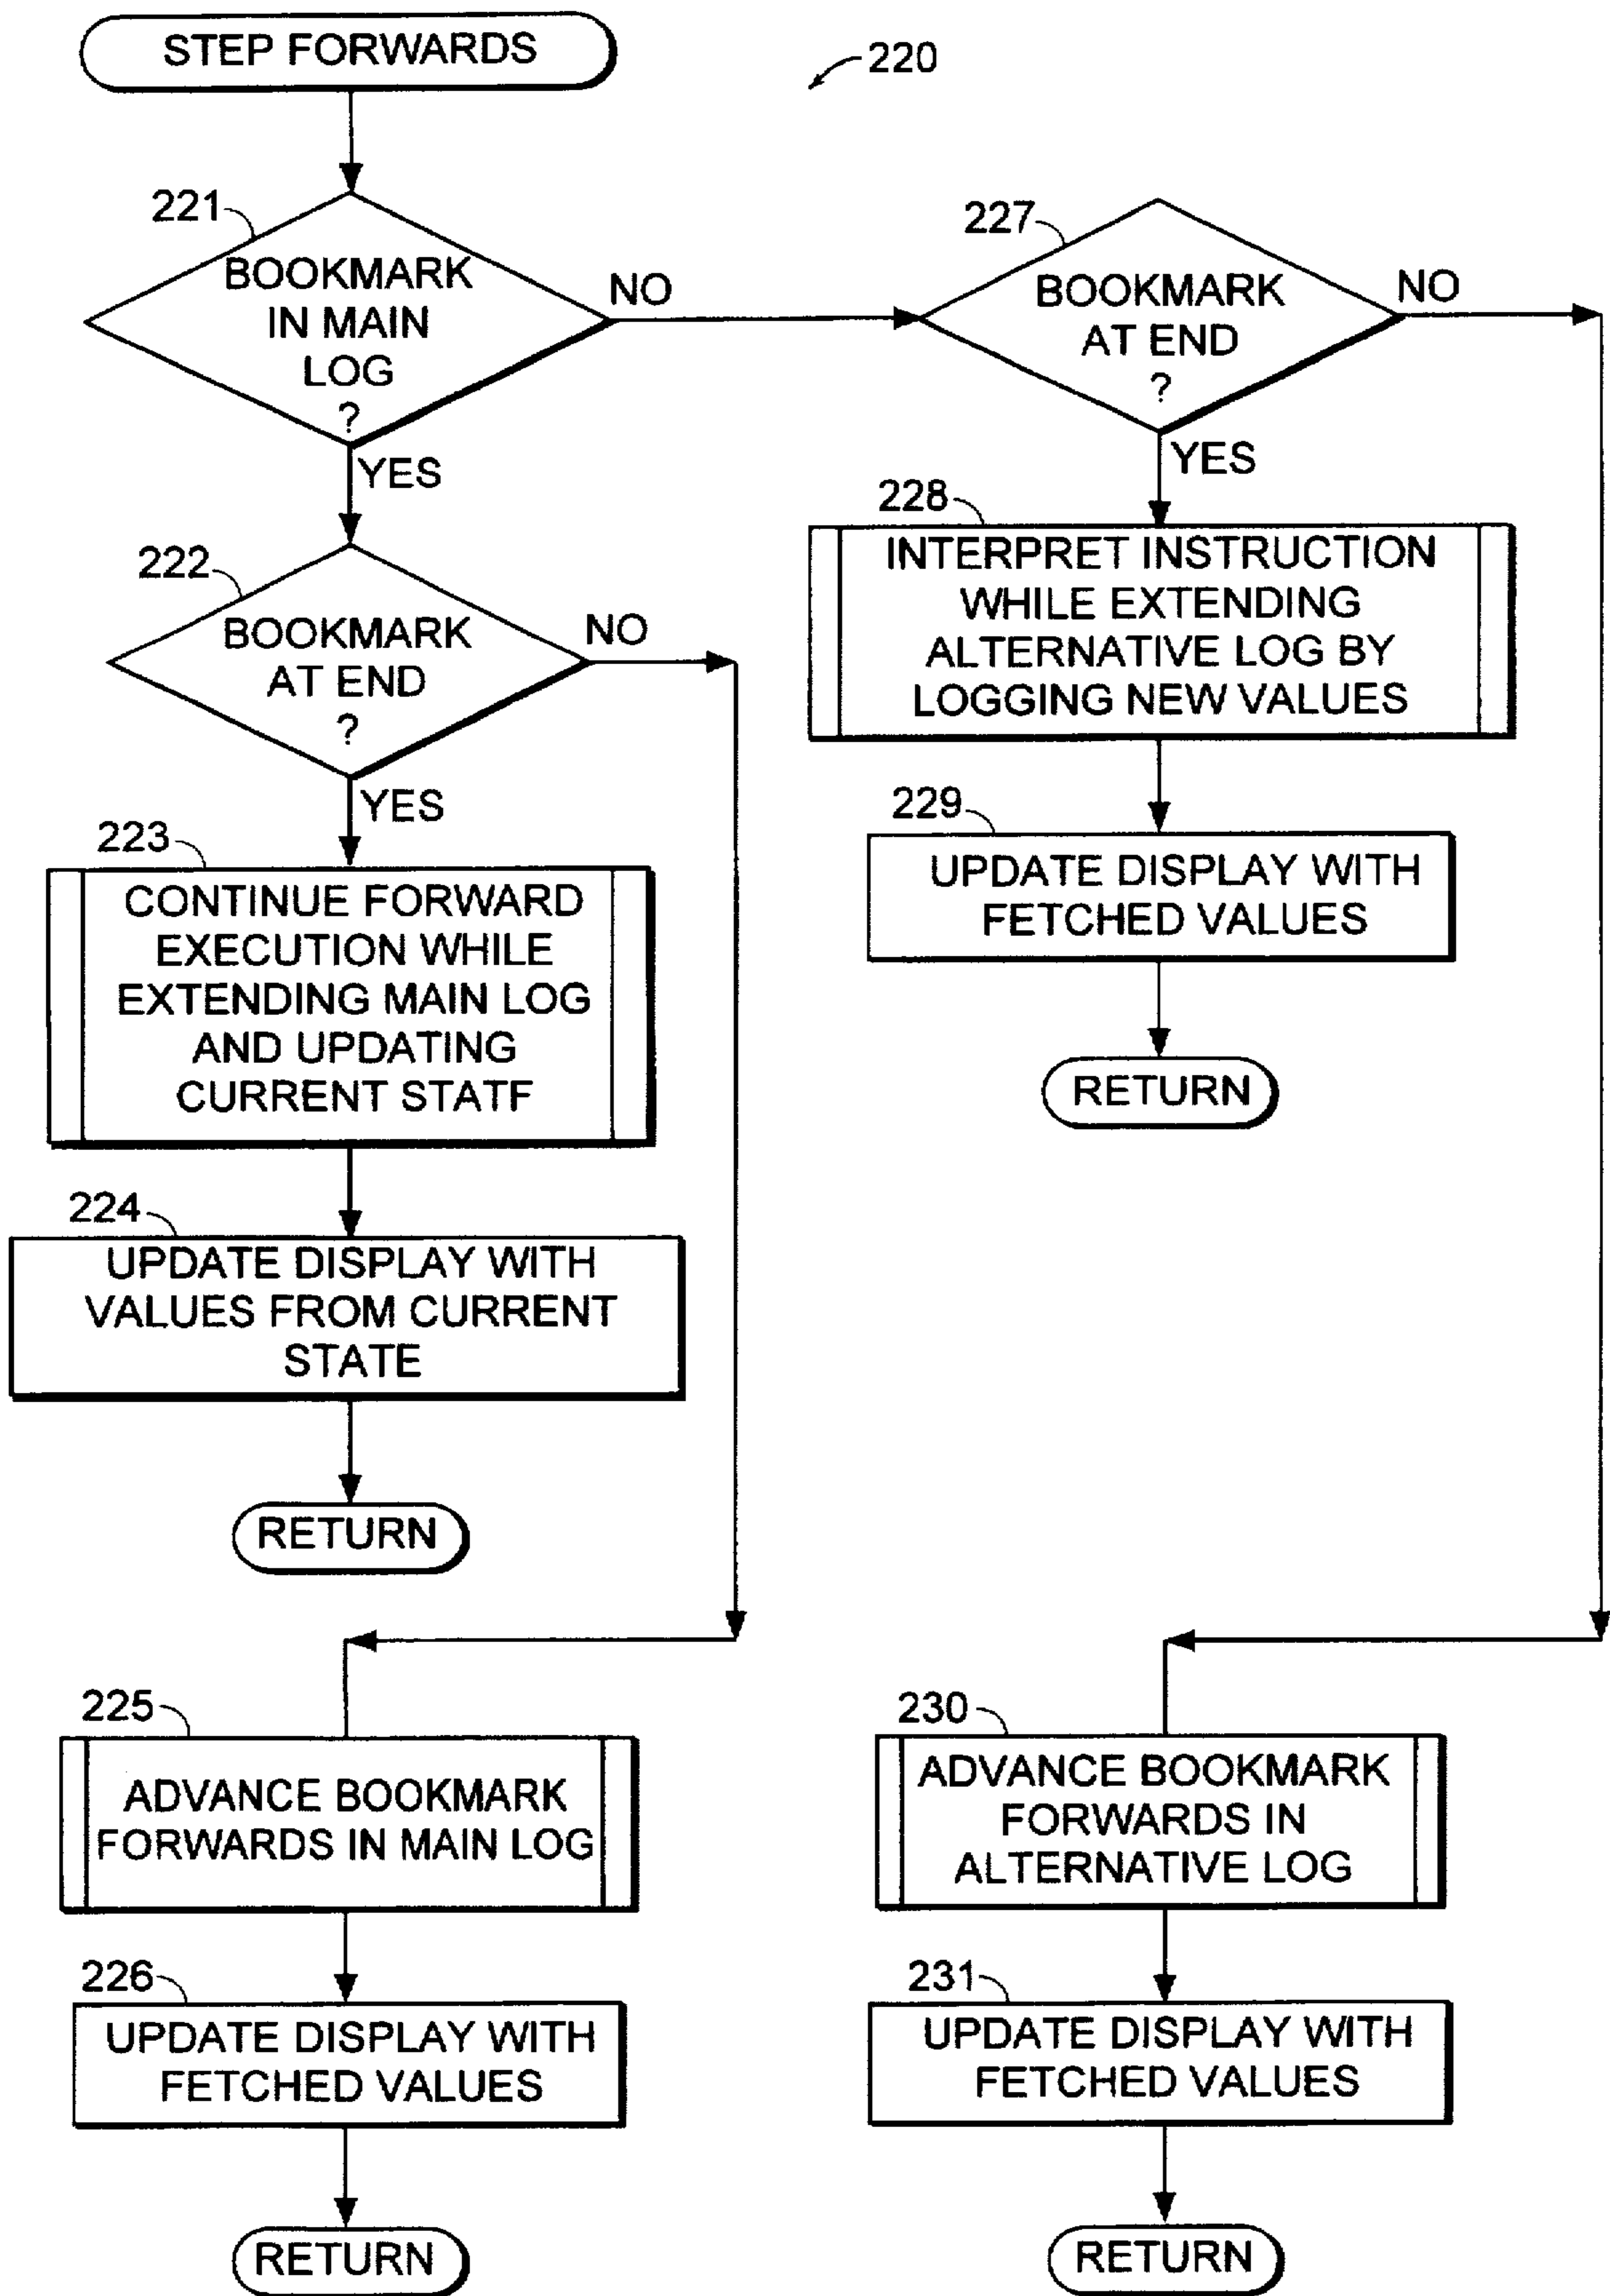 STEP FORWARDS
220
221
BOOKMARK
IN MAIN
LOG
?
NO
YES
227
BOOKMARK
AT END
?
NO
YES
222
BOOKMARK
AT END
?
NO
YES
228
INTERPRET INSTRUCTION
WHILE EXTENDING
ALTERNATIVE LOG BY
LOGGING NEW VALUES
229
UPDATE DISPLAY WITH
FETCHED VALUES
RETURN
223
CONTINUE FORWARD
EXECUTION WHILE
EXTENDING MAIN LOG
AND UPDATING
CURRENT STATF
224
UPDATE DISPLAY WITH
VALUES FROM CURRENT
STATE
RETURN
225
ADVANCE BOOKMARK
FORWARDS IN MAIN LOG
226
UPDATE DISPLAY WITH
FETCHED VALUES
RETURN
230
ADVANCE BOOKMARK
FORWARDS IN
ALTERNATIVE LOG
231
UPDATE DISPLAY WITH
FETCHED VALUES
RETURN